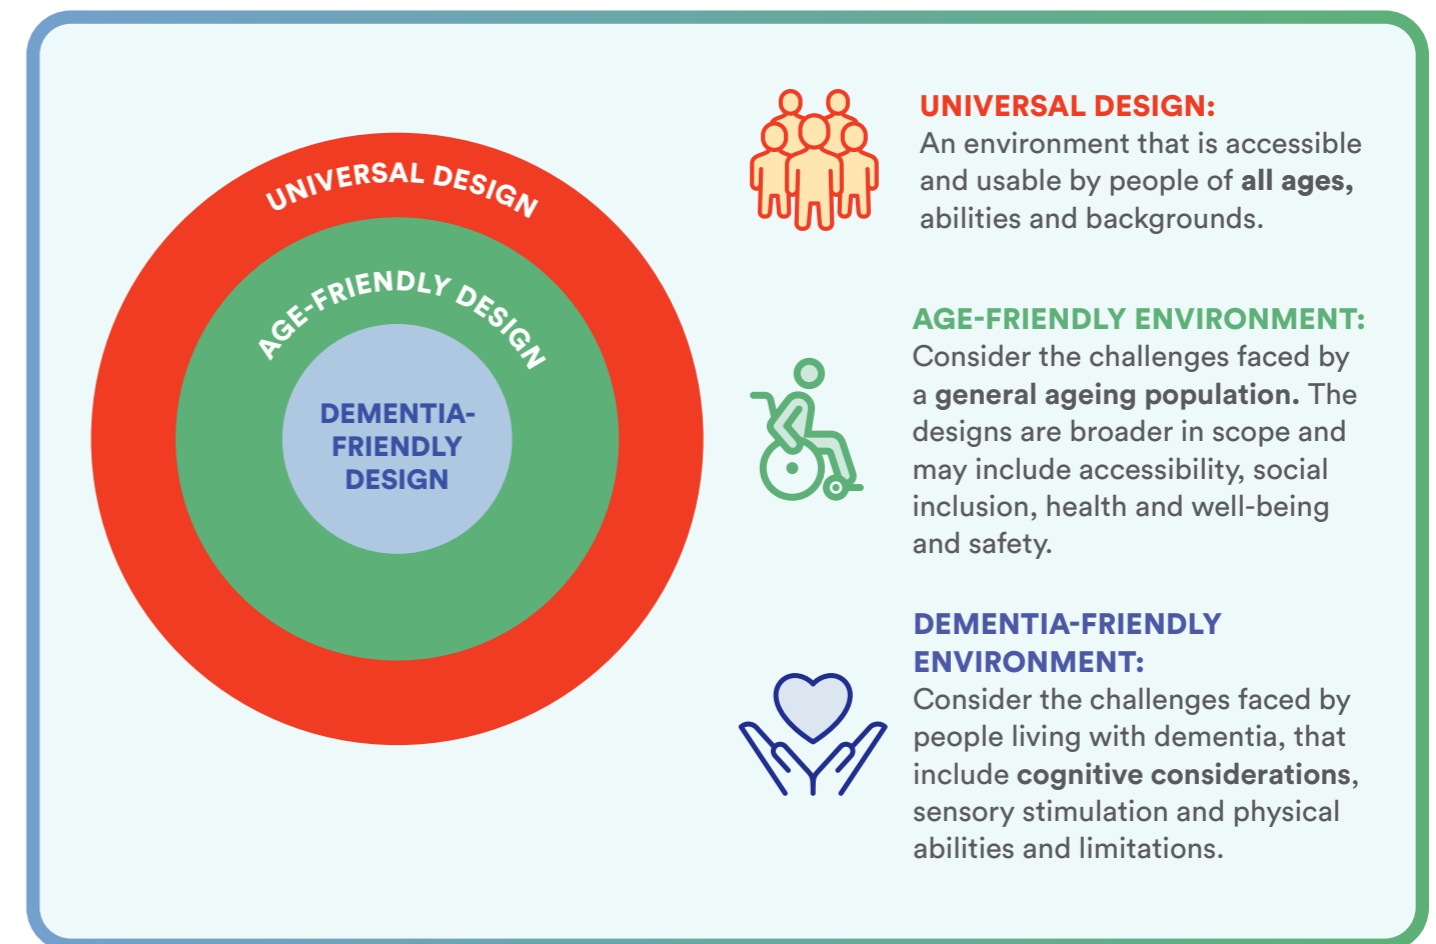 UNIVERSAL DESIGN
AGE-FRIENDLY DESIGN
DEMENTIA-
FRIENDLY
DESIGN
UNIVERSAL DESIGN:
An environment that is accessible
and usable by people of all ages,
abilities and backgrounds.
AGE-FRIENDLY ENVIRONMENT:
Consider the challenges faced by
a general ageing population. The
designs are broader in scope and
may include accessibility, social
inclusion, health and well-being
and safety.
DEMENTIA-FRIENDLY
ENVIRONMENT:
Consider the challenges faced by
people living with dementia, that
include cognitive considerations,
sensory stimulation and physical
abilities and limitations.